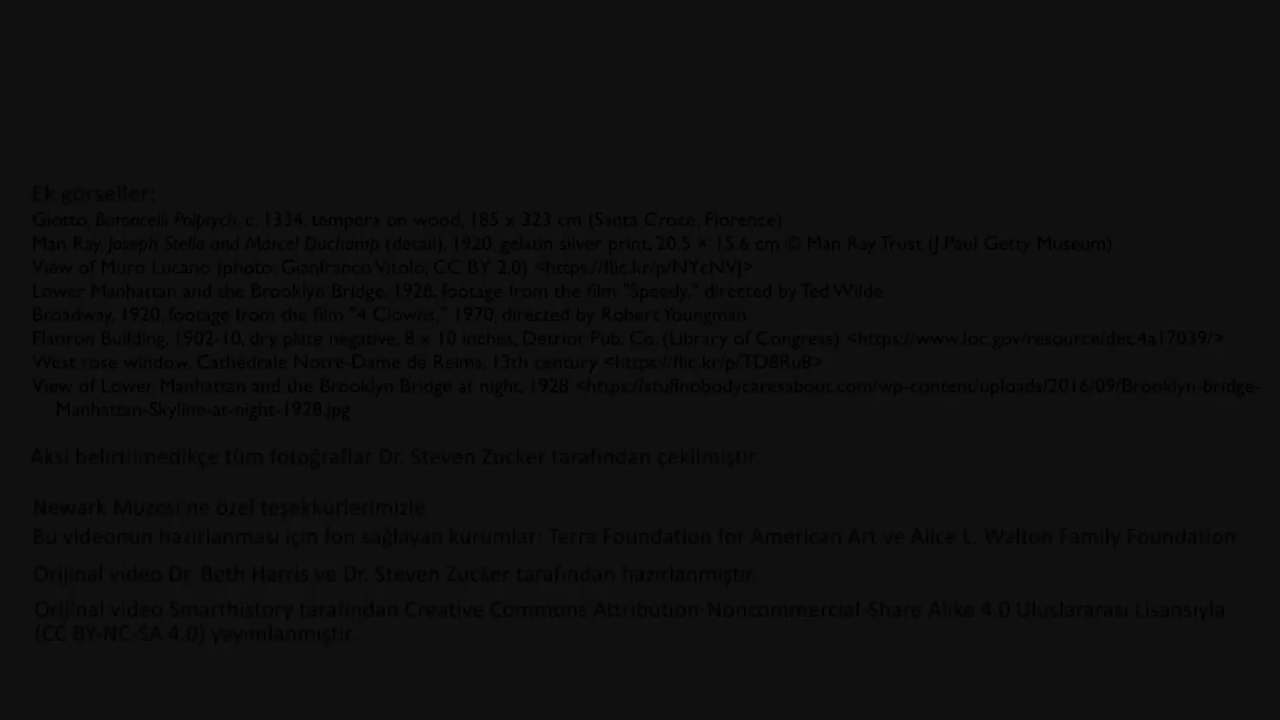 Ek görseller:
Giotto, Baroncelli Polptych, c. 1334, tempera on wood, 185 x 323 cm (Santa Croce, Florence)
Man Ray, Joseph Stella and Marcel Duchamp (detail), 1920, gelatin silver print, 20.5 × 15.6 cm © Man Ray Trust (J.Paul Getty Museum)
View of Muro Lucano (photo: Gianfranco Vitolo, CC BY 2.0) <https://flic.kr/p/NYcNVJ>
Lower Manhattan and the Brooklyn Bridge, 1928, footage from the film "Speedy," directed by Ted Wilde
Broadway, 1920, footage from the film "4 Clowns," 1970, directed by Robert Youngman
Flatiron Building, 1902-10, dry plate negative, 8 x 10 inches, Detrior Pub. Co. (Library of Congress) <https://www.loc.gov/resource/det.4a17039/>
West rose window, Cathedrale Notre-Dame de Reims, 13th century <https://flic.kr/p/TD8Ru8>
View of Lower Manhattan and the Brooklyn Bridge at night, 1928 <https://stuffnobodycaresabout.com/wp-content/uploads/2016/09/Brooklyn-bridge-
Manhattan-Skyline-at-night-1928.jpg
Aksi belirtilmedikçe tüm fotoğraflar Dr. Steven Zucker tarafından çekilmiştir.
Newark Müzesi'ne özel teşekkürlerimizle
Bu videonun hazırlanması için fon sağlayan kurumlar: Terra Foundation for American Art ve Alice L. Walton Family Foundation
Orijinal video Dr. Beth Harris ve Dr. Steven Zucker tarafından hazırlanmıştır.
Orijinal video Smarthistory tarafından Creative Commons Attribution-Noncommercial-Share Alike 4.0 Uluslararası Lisansıyla
(CC BY-NC-SA 4.0) yayımlanmıştır.